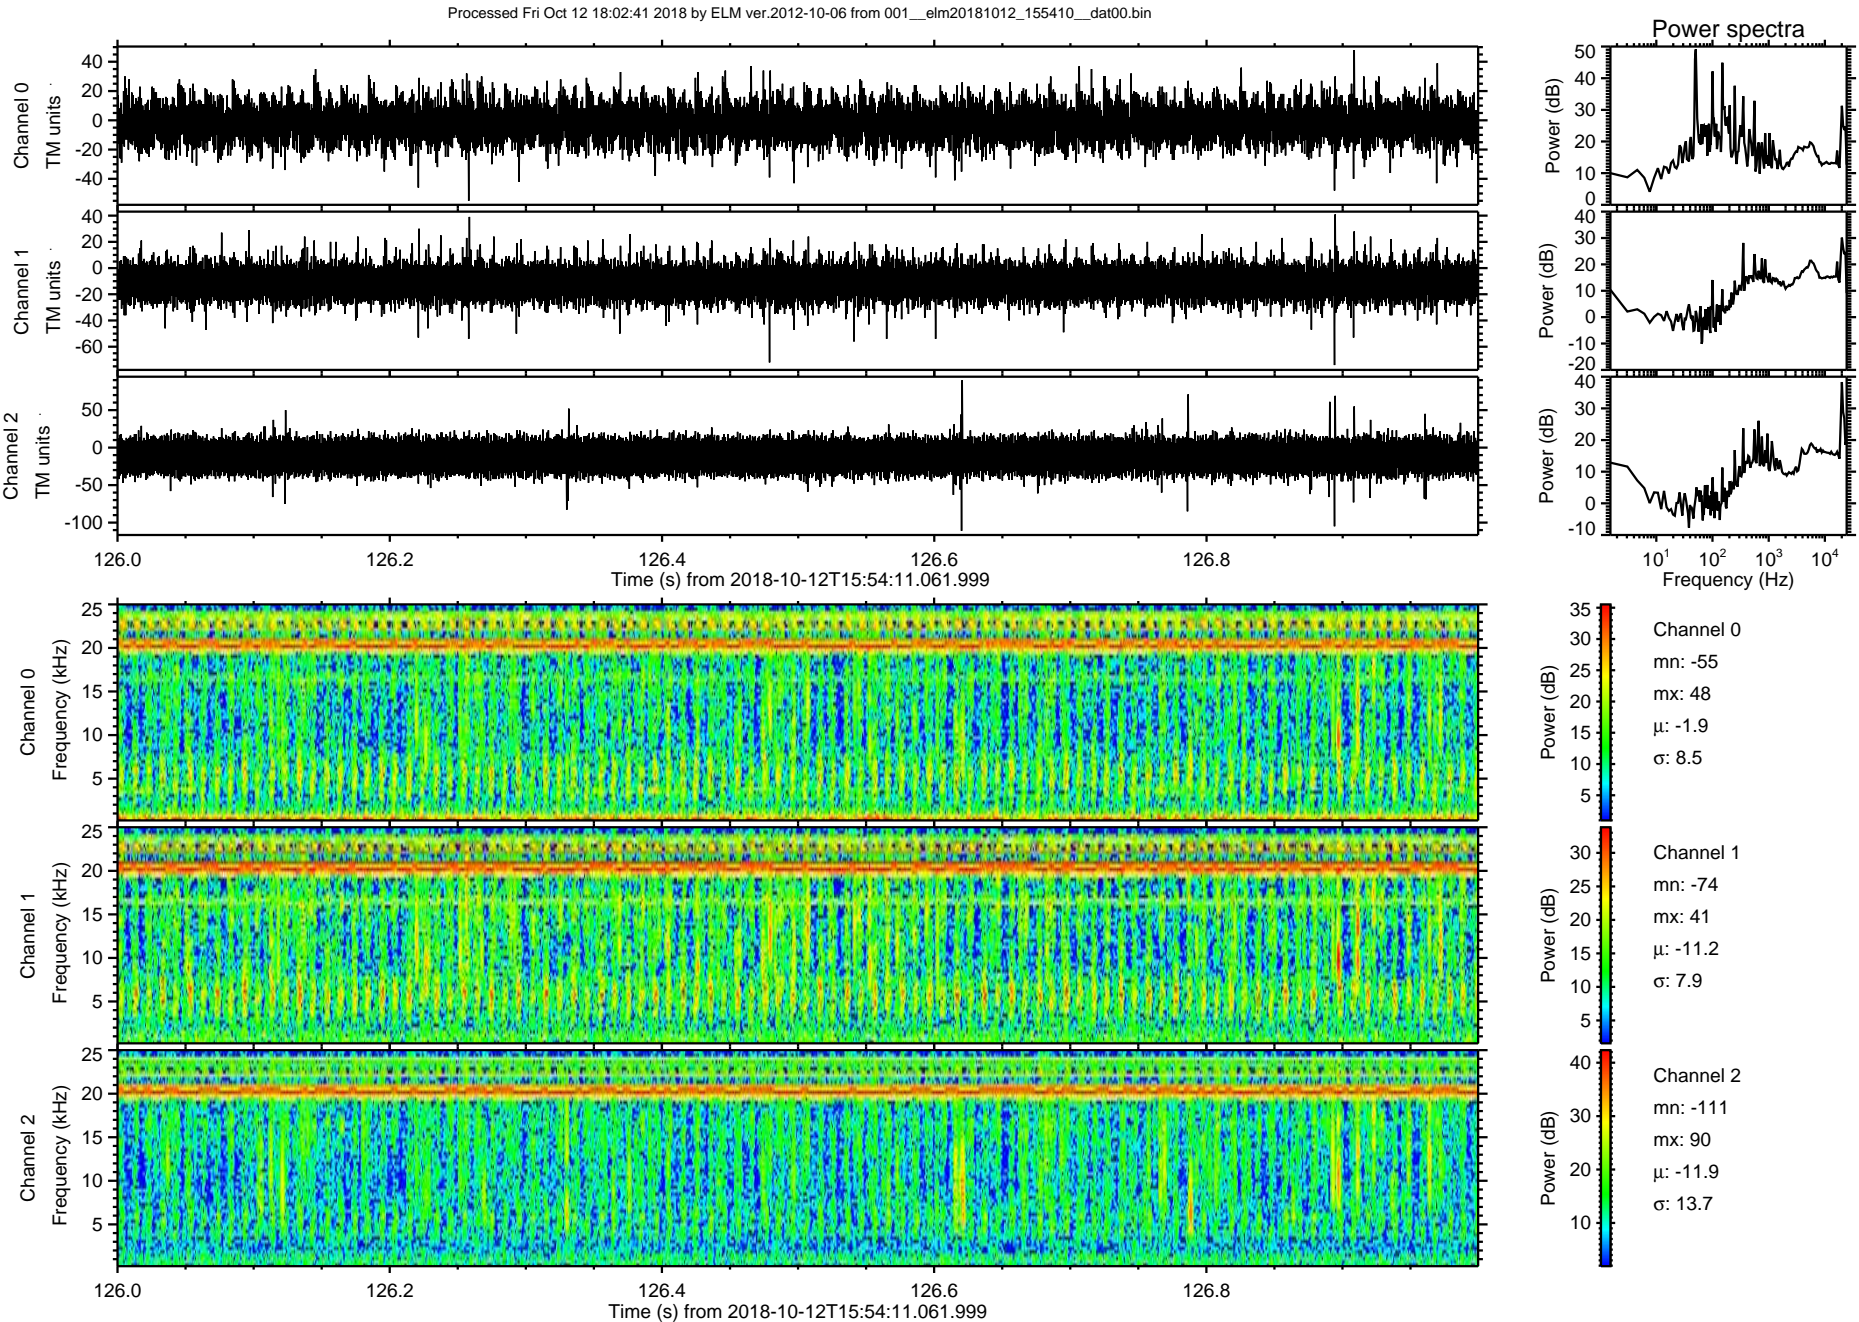 Processed Fri Oct 12 18:02:41 2018 by ELM ver.2012-10-06 from 001__elm20181012_155410__dat00.bin
Power spectra
Channel 0
TM units
40
20
0
-20
-40
Power (dB)
50
40
30
20
10
0
Channel 1
TM units
40
20
0
-20
-40
-60
Power (dB)
40
30
20
10
0
-10
-20
Channel 2
TM units
50
0
-50
-100
Power (dB)
40
30
20
10
0
-10
126.0 126.2 126.4 126.6 126.8
Time (s) from 2018-10-12T15:54:11.061.999
10¹ 10² 10³ 10⁴
Frequency (Hz)
Channel 0
Frequency (kHz)
25
20
15
10
5
Power (dB)
35
30
25
20
15
10
5
Channel 0
mn: -55
mx: 48
μ: -1.9
σ: 8.5
Channel 1
Frequency (kHz)
25
20
15
10
5
Power (dB)
30
25
20
15
10
5
Channel 1
mn: -74
mx: 41
μ: -11.2
σ: 7.9
Channel 2
Frequency (kHz)
25
20
15
10
5
Power (dB)
40
30
20
10
Channel 2
mn: -111
mx: 90
μ: -11.9
σ: 13.7
126.0 126.2 126.4 126.6 126.8
Time (s) from 2018-10-12T15:54:11.061.999